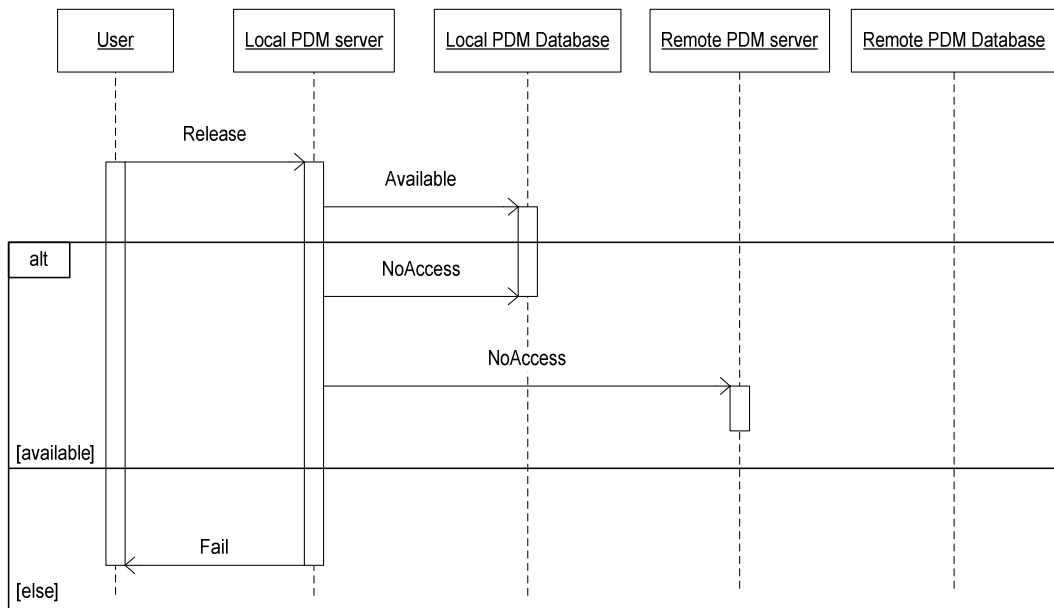 User
Local PDM server
Local PDM Database
Remote PDM server
Remote PDM Database
Release
Available
alt
NoAccess
NoAccess
[available]
Fail
[else]